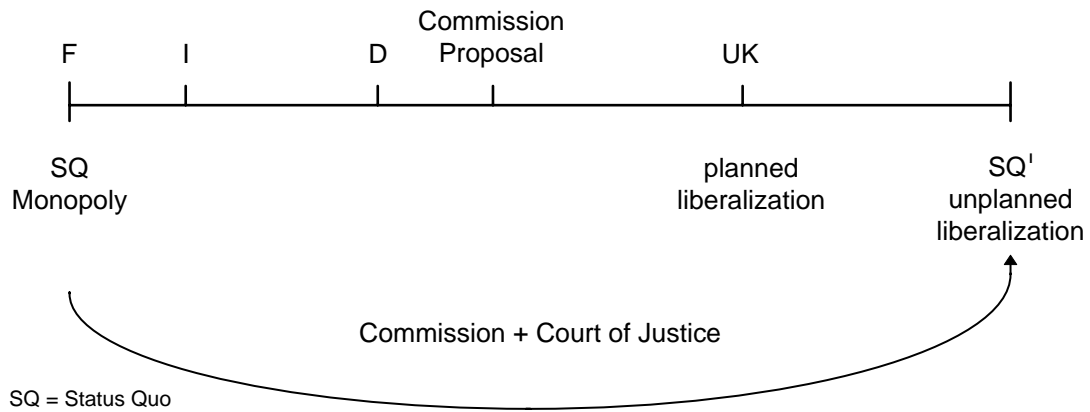 Commission
F I D Proposal UK
SQ planned SQ'
Monopoly liberalization unplanned
liberalization
Commission + Court of Justice
SQ = Status Quo